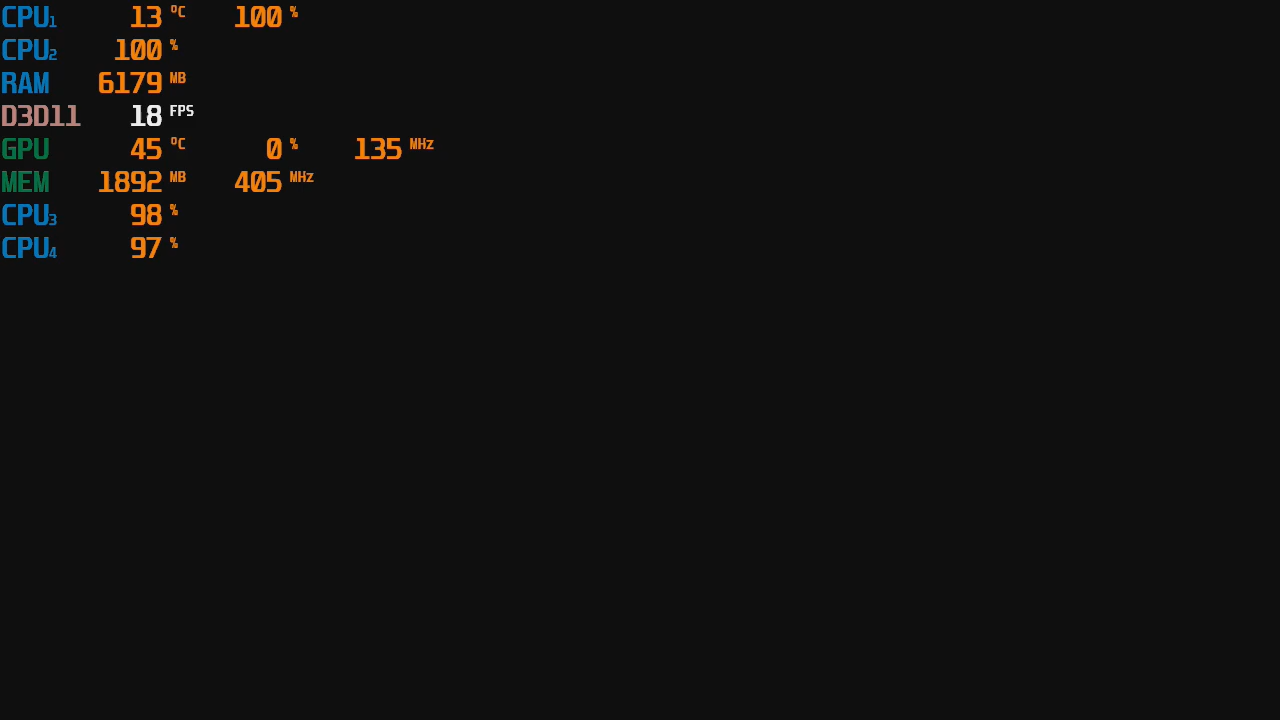 CPU1 13 °C 100 %
CPU2 100 %
RAM 6179 MB
D3D11 18 FPS
GPU 45 °C 0 % 135 MHz
MEM 1892 MB 405 MHz
CPU3 98 %
CPU4 97 %